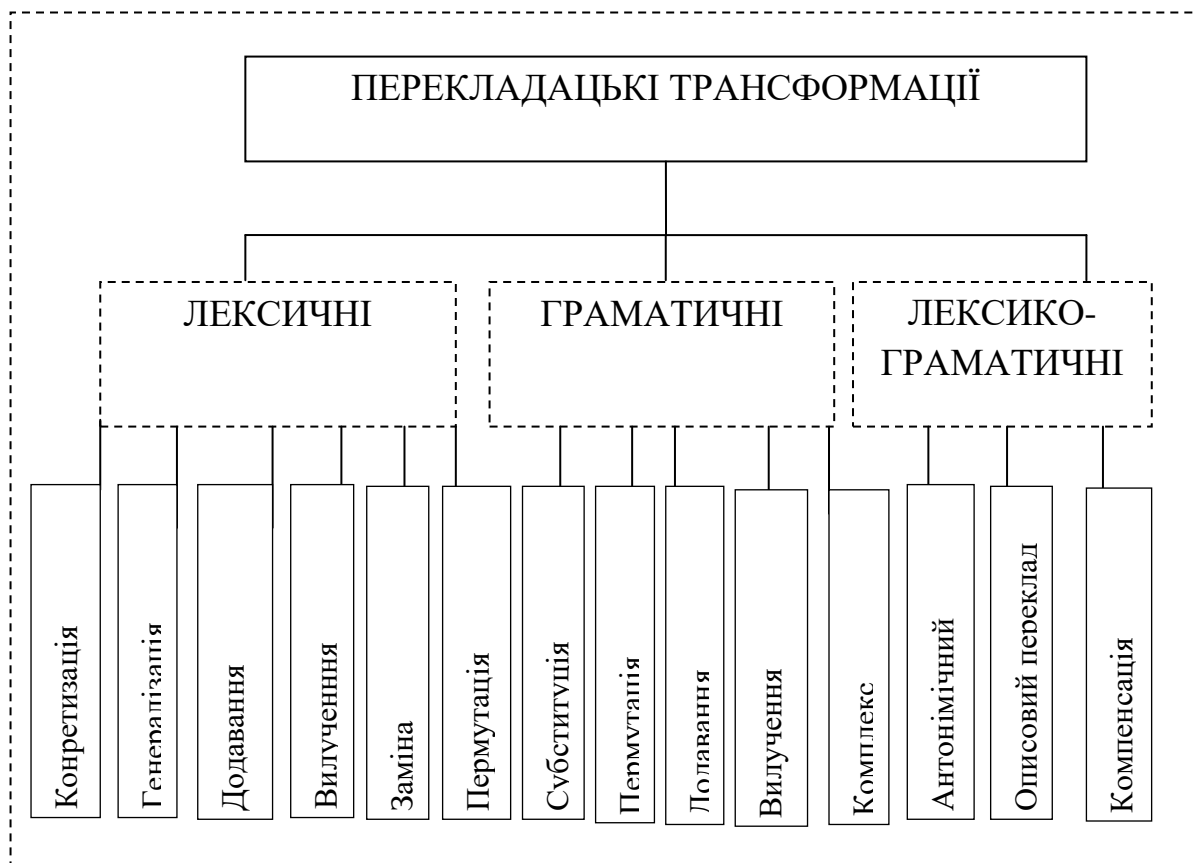 ПЕРЕКЛАДАЦЬКІ ТРАНСФОРМАЦІЇ
ЛЕКСИЧНІ
ГРАМАТИЧНІ
ЛЕКСИКО-
ГРАМАТИЧНІ
Конретизація
Генералізація
Додавання
Вилученння
Заміна
Пермутація
Субституція
Пермутація
Додавання
Вилучення
Комплекс
Антонімічний
Описовий переклад
Компенсація